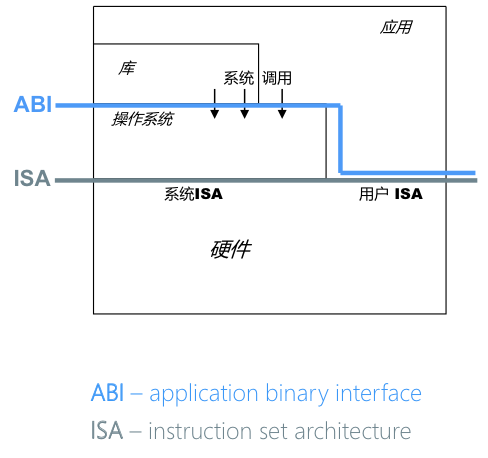 应用
库
系统 调用
ABI
操作系统
ISA
系统ISA 用户 ISA
硬件
ABI – application binary interface
ISA – instruction set architecture